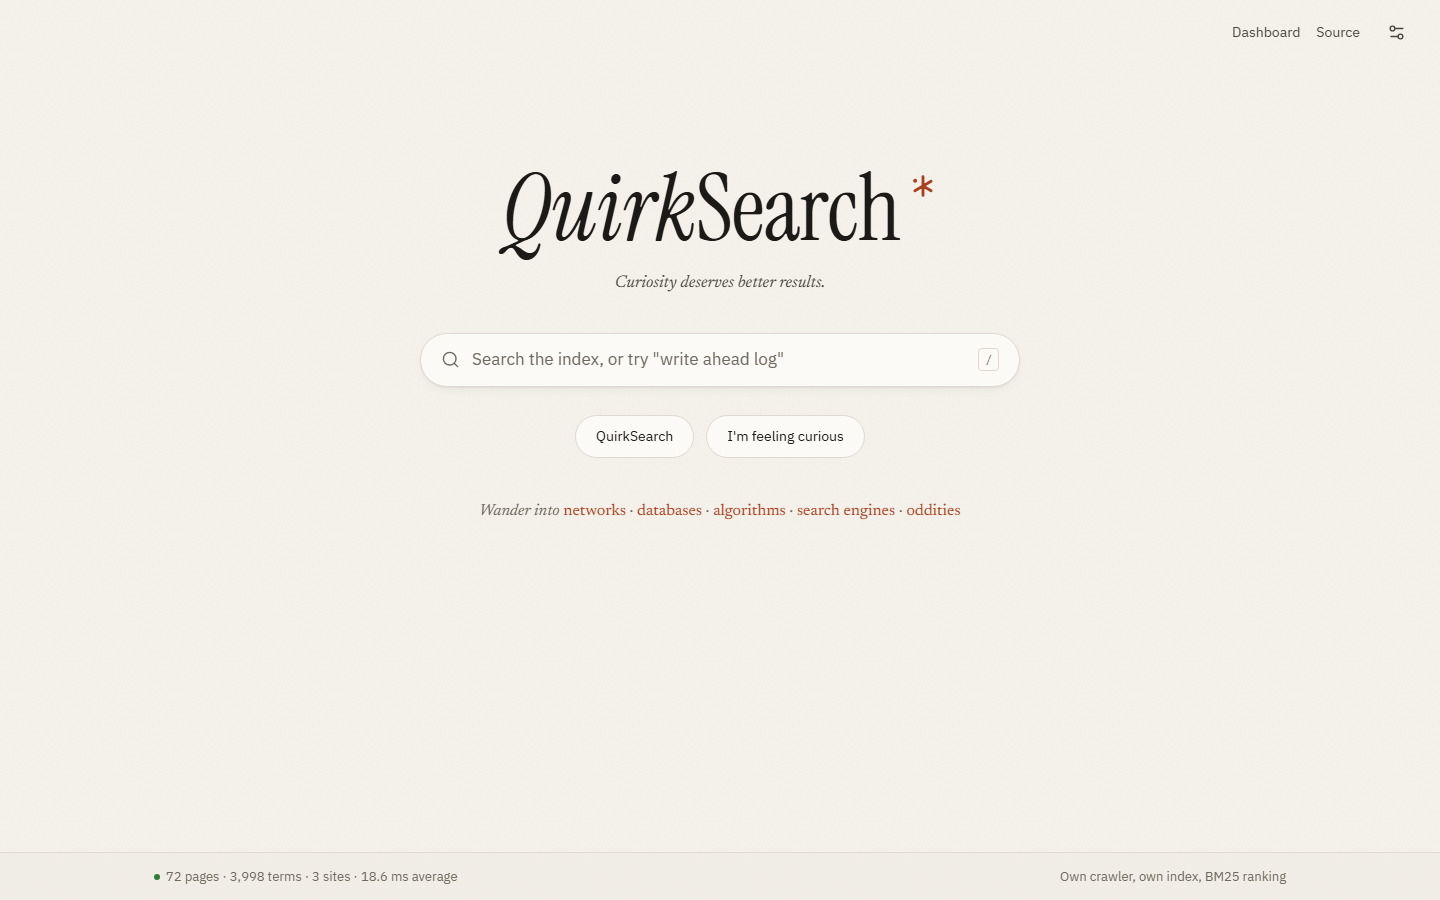 Dashboard Source
QuirkSearch *
Curiosity deserves better results.
Search the index, or try "write ahead log" /
QuirkSearch I'm feeling curious
Wander into networks · databases · algorithms · search engines · oddities
72 pages · 3,998 terms · 3 sites · 18.6 ms average Own crawler, own index, BM25 ranking